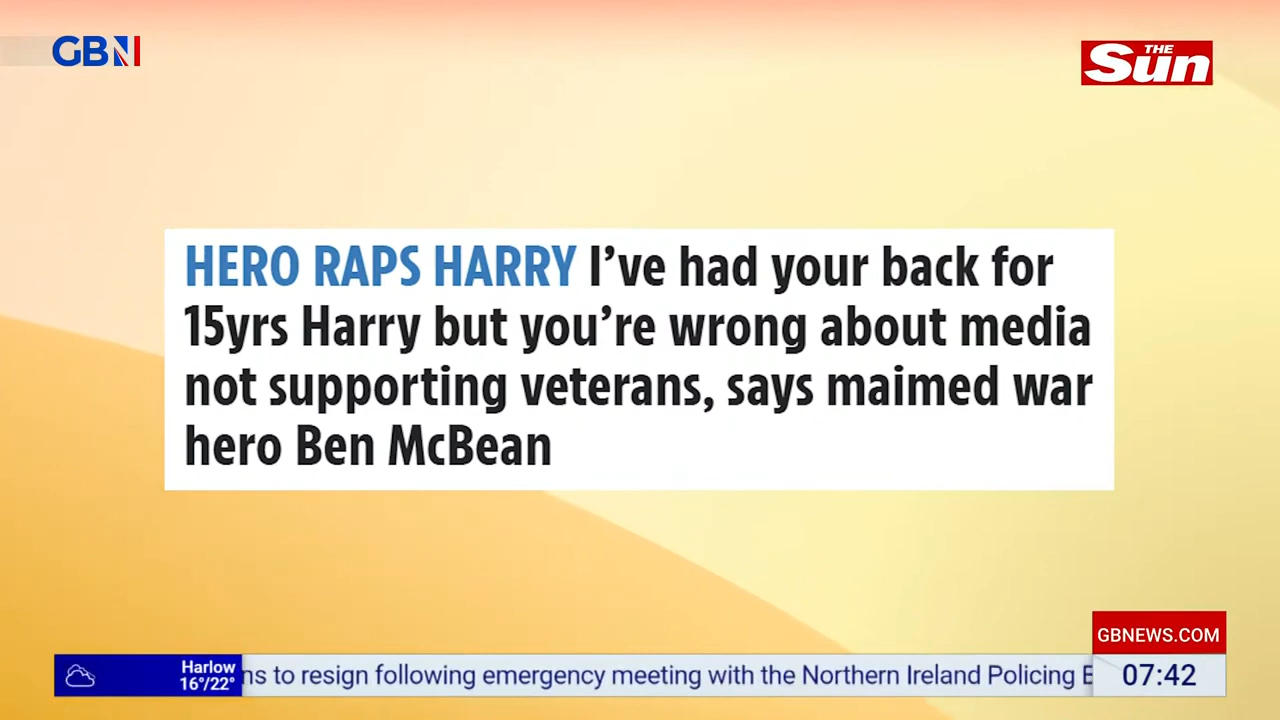 GBN
THE
Sun
HERO RAPS HARRY I've had your back for
15yrs Harry but you're wrong about media
not supporting veterans, says maimed war
hero Ben McBean
GBNEWS.COM
Harlow
16°/22°
ns to resign following emergency meeting with the Northern Ireland Policing
07:42